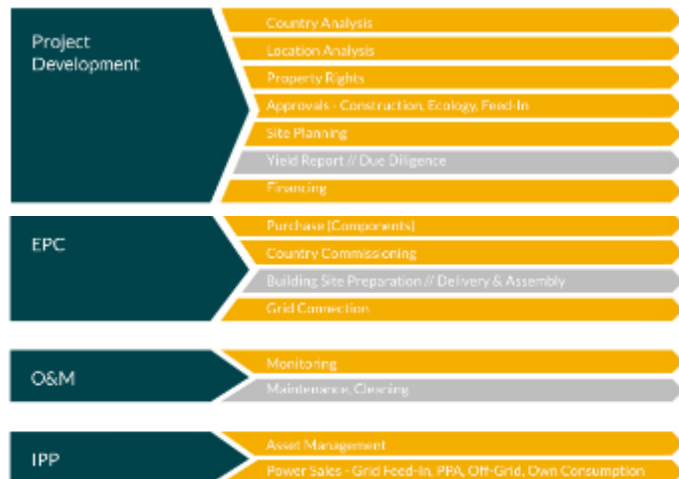 Project
Development
Country Analysis
Location Analysis
Property Rights
Approvals - Construction, Ecology, Feed-In
Site Planning
Yield Report // Due Diligence
Financing
EPC
Purchase [Components]
Country Commissioning
Building Site Preparation // Delivery & Assembly
Grid Connection
O&M
Monitoring
Maintenance, Cleaning
IPP
Asset Management
Power Sales - Grid Feed-In, PPA, Off-Grid, Own Consumption